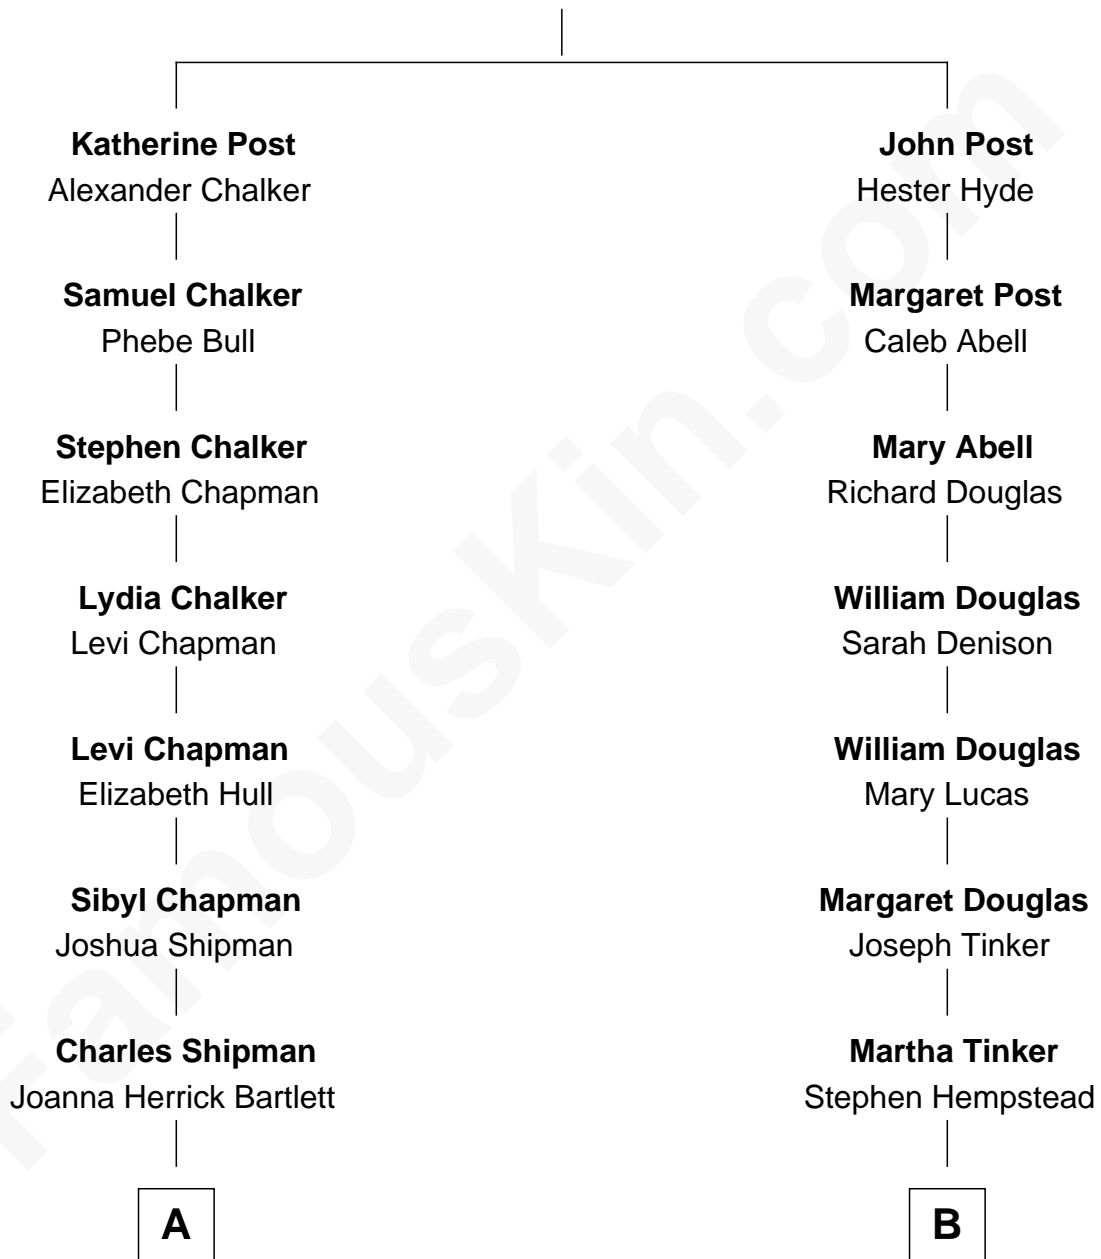 Katherine Post
Alexander Chalker
John Post
Hester Hyde
Samuel Chalker
Phebe Bull
Margaret Post
Caleb Abell
Stephen Chalker
Elizabeth Chapman
Mary Abell
Richard Douglas
Lydia Chalker
Levi Chapman
William Douglas
Sarah Denison
Levi Chapman
Elizabeth Hull
William Douglas
Mary Lucas
Sibyl Chapman
Joshua Shipman
Margaret Douglas
Joseph Tinker
Charles Shipman
Joanna Herrick Bartlett
Martha Tinker
Stephen Hempstead
A
B
FamousKin.com